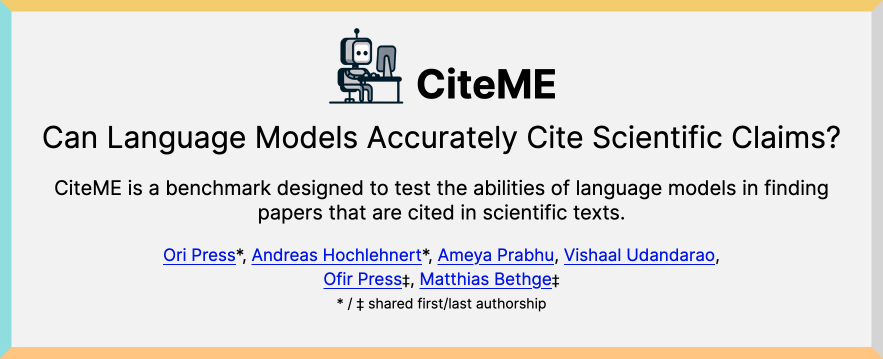 CiteME
Can Language Models Accurately Cite Scientific Claims?
CiteME is a benchmark designed to test the abilities of language models in finding
papers that are cited in scientific texts.
Ori Press*, Andreas Hochlehnert*, Ameya Prabhu, Vishaal Udandarao,
Ofir Press‡, Matthias Bethge‡
* / ‡ shared first/last authorship